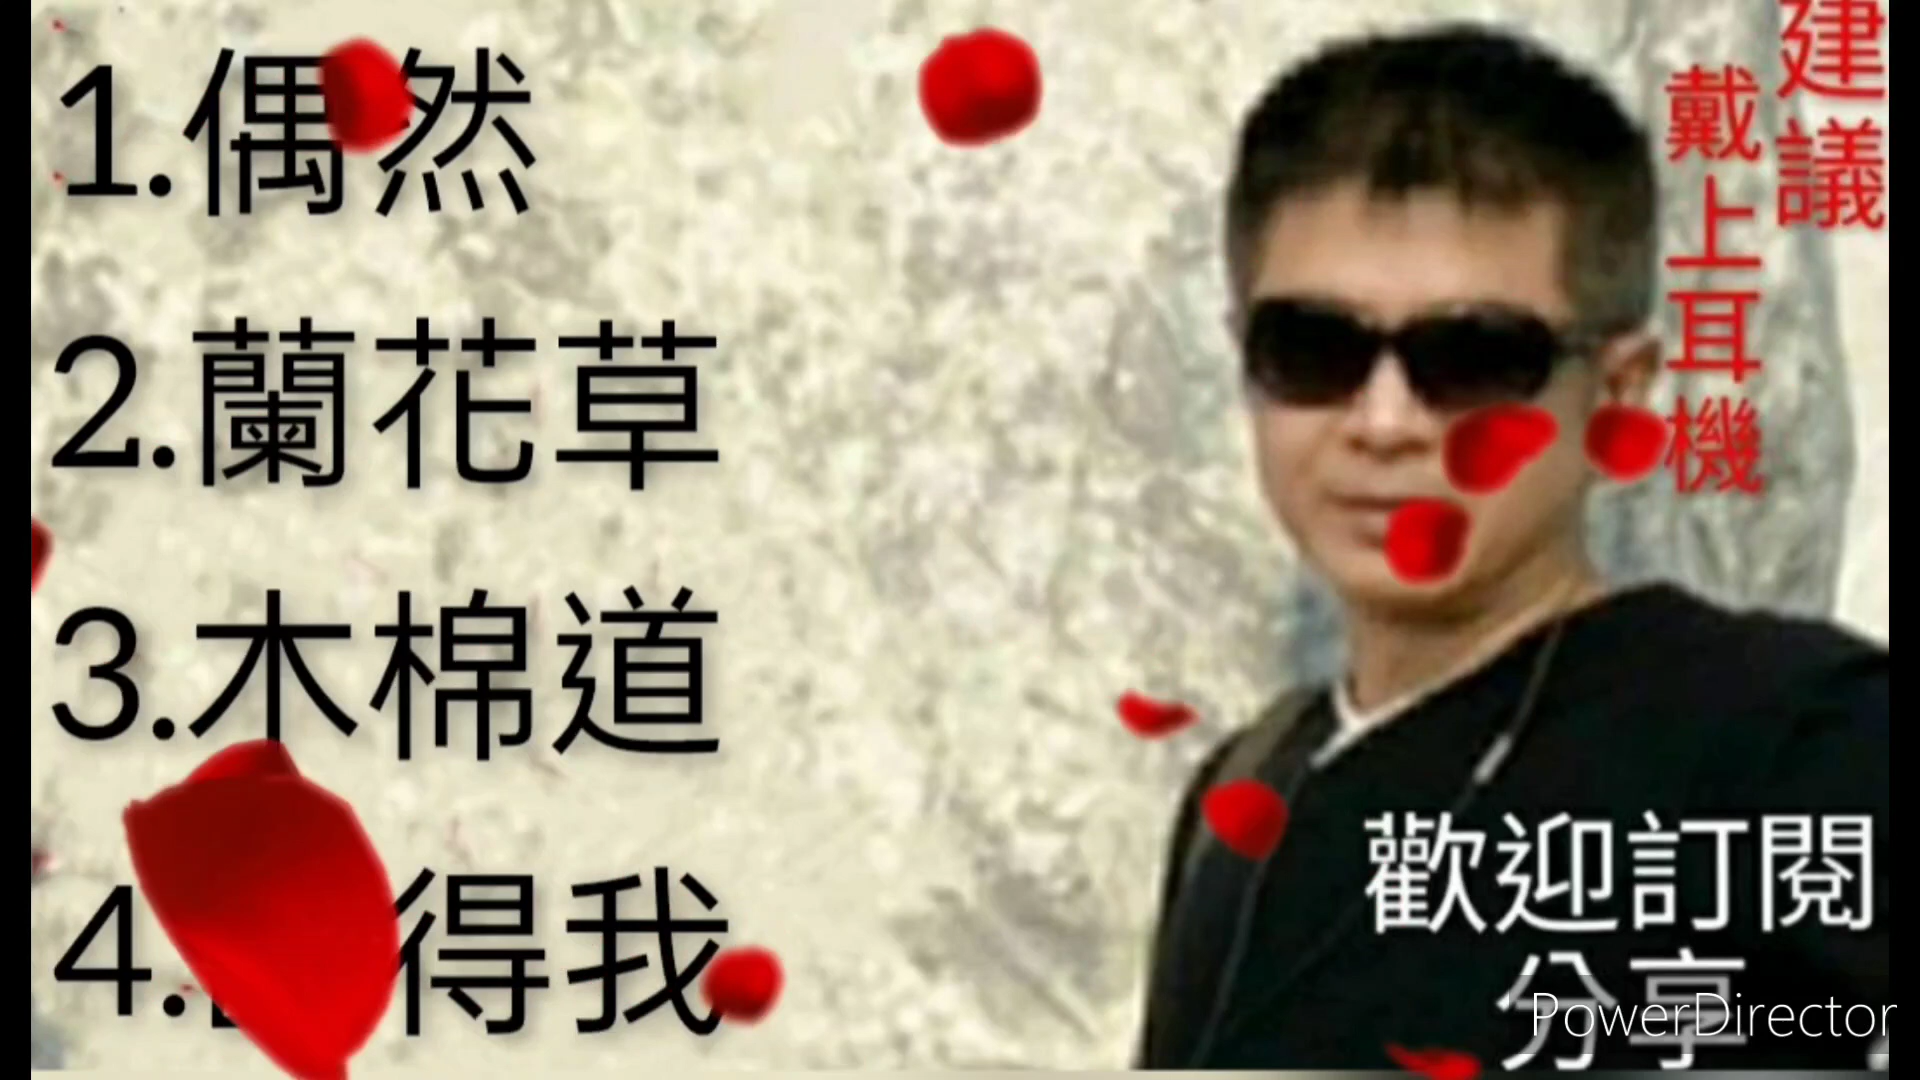 1.偶然
2.蘭花草
3.木棉道
4.得我
建議
戴上耳機
歡迎訂閱
分享
PowerDirector